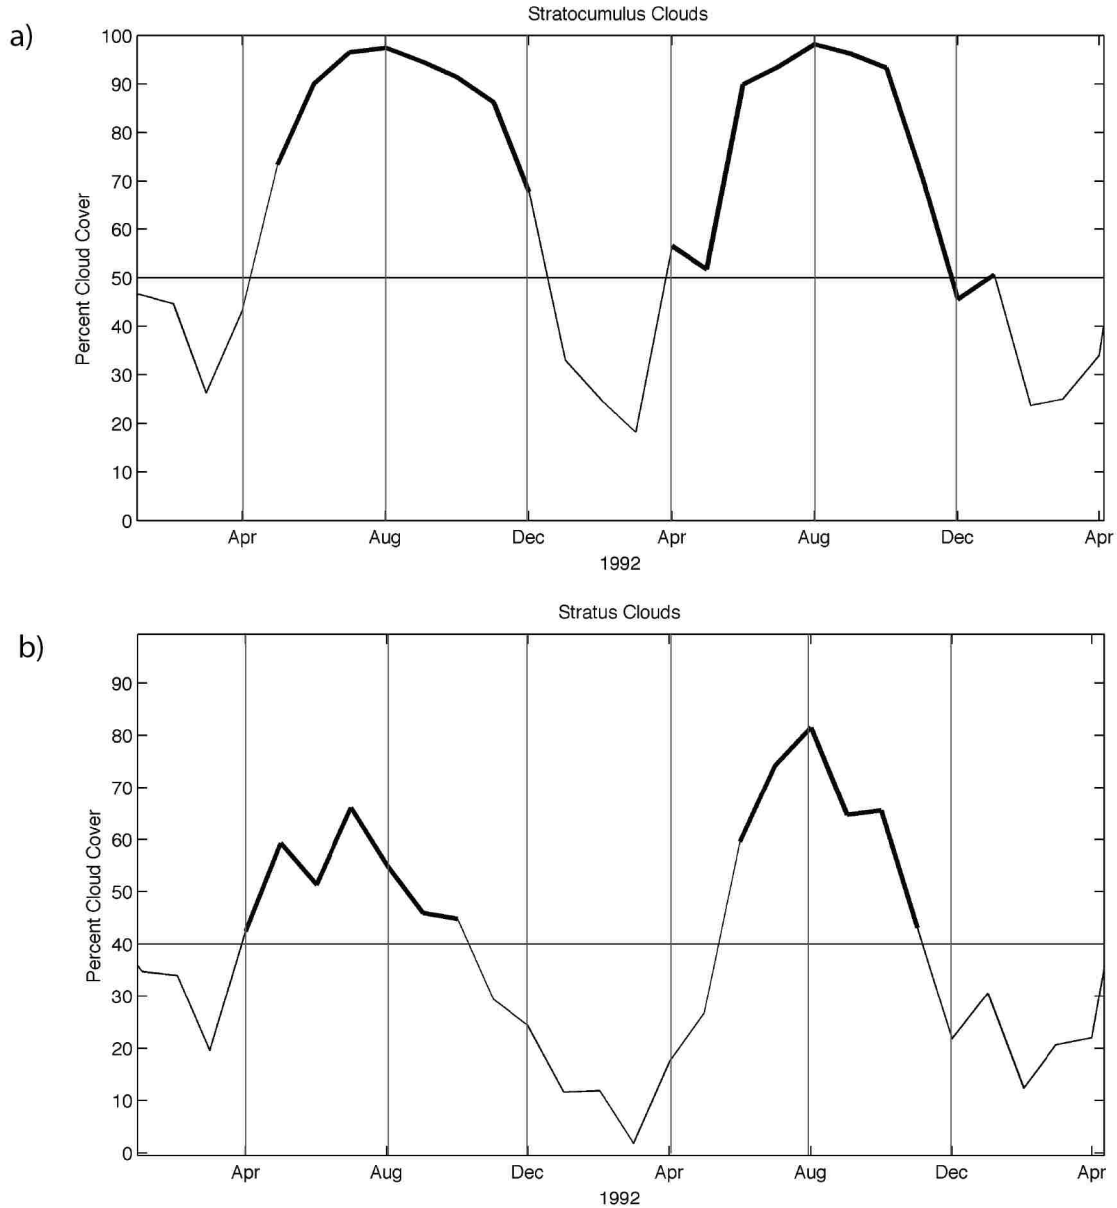 Stratocumulus Clouds
a)
100
90
80
70
60
50
40
30
20
10
0
Percent Cloud Cover
Apr Aug Dec Apr Aug Dec Apr
1992
Stratus Clouds
b)
90
80
70
60
50
40
30
20
10
0
Percent Cloud Cover
Apr Aug Dec Apr Aug Dec Apr
1992